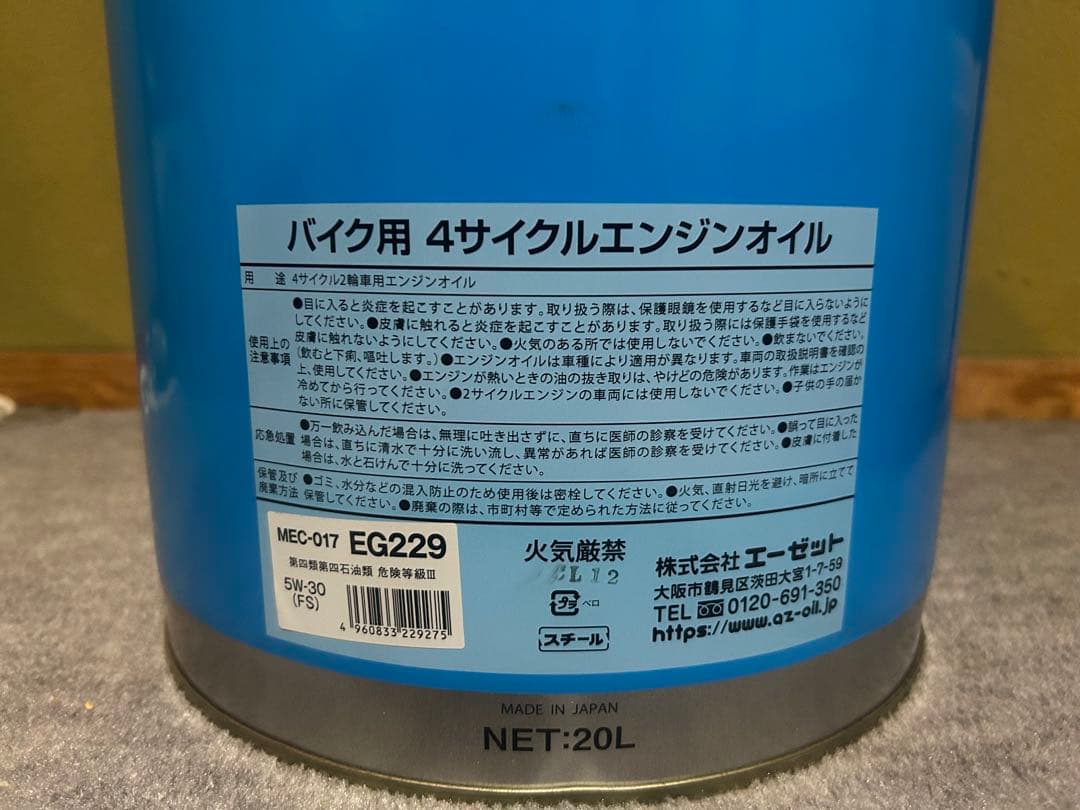 バイク用 4サイクルエンジンオイル
用 途 4サイクル2輪車用エンジンオイル
使用上の注意事項
●目に入ると炎症を起こすことがあります。取り扱う際は、保護眼鏡を使用するなど目に入らないように
してください。●皮膚に触れると炎症を起こすことがあります。取り扱う際には保護手袋を使用するなど
皮膚に触れないようにしてください。●火気のある所では使用しないでください。●飲まないでください。
(飲むと下痢、嘔吐します。)●エンジンオイルは車種により適用が異なります。車両の取扱説明書を確認の
上、使用してください。●エンジンが熱いときの油の抜き取りは、やけどの危険があります。作業はエンジンが
冷めてから行ってください。●2サイクルエンジンの車両には使用しないでください。●子供の手の届か
ない所に保管してください。
応急処置
●万一飲み込んだ場合は、無理に吐き出さずに、直ちに医師の診察を受けてください。●誤って目に入った
場合は、直ちに清水で十分に洗い流し、異常があれば医師の診察を受けてください。●皮膚に付着した
場合は、水と石けんで十分に洗ってください。
保管及び
廃棄方法
●ゴミ、水分などの混入防止のため使用後は密栓してください。●火気、直射日光を避け、暗所に立てて
保管してください。●廃棄の際は、市町村等で定められた方法に従ってください。
MEC-017 EG229
第四類第四石油類 危険等級Ⅲ
5W-30
(FS)
4 960833 229275
火気厳禁
CL12
フタ ベロ
スチール
株式会社 エーゼット
大阪市鶴見区茨田大宮1-7-59
TEL 0120-691-350
https://www.az-oil.jp
MADE IN JAPAN
NET:20L